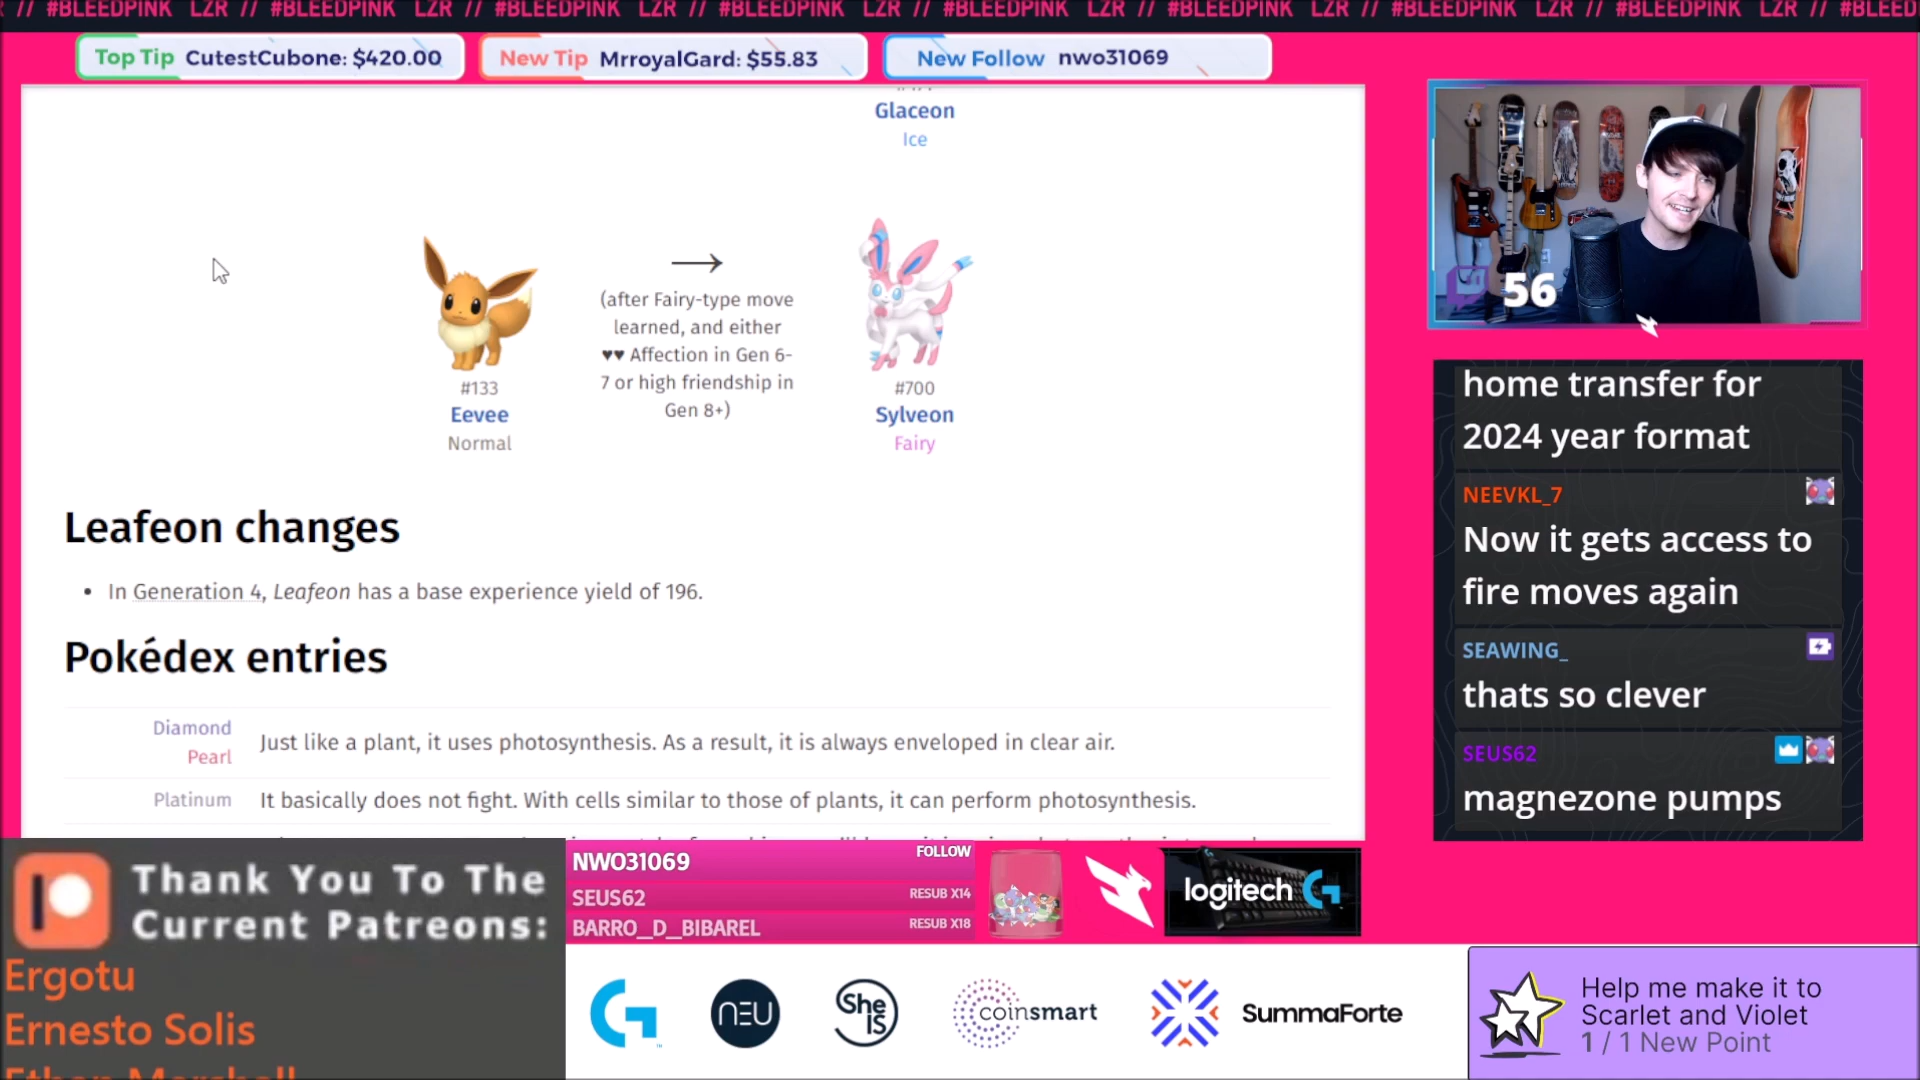 // #BLEEDPINK LZR // #BLEEDPINK LZR // #BLEEDPINK LZR // #BLEEDPINK LZR // #BLEEDPINK LZR // #BLEEDPINK LZR // #BLEEDPINK LZR // #BLEEDPINK LZR // #BLEED
Top Tip CutestCubone: $420.00
New Tip MrroyalGard: $55.83
New Follow nwo31069
Glaceon
Ice
→
(after Fairy-type move
learned, and either
♥♥ Affection in Gen 6-
7 or high friendship in
Gen 8+)
#133
Eevee
Normal
#700
Sylveon
Fairy
Leafeon changes
• In Generation 4, Leafeon has a base experience yield of 196.
Pokédex entries
Diamond
Pearl
Just like a plant, it uses photosynthesis. As a result, it is always enveloped in clear air.
Platinum
It basically does not fight. With cells similar to those of plants, it can perform photosynthesis.
56
home transfer for
2024 year format
NEEVKL_7
Now it gets access to
fire moves again
SEAWING_
thats so clever
SEUS62
magnezone pumps
Thank You To The
Current Patreons:
Ergotu
Ernesto Solis
NWO31069 FOLLOW
SEUS62 RESUB X14
BARRO_D_BIBAREL RESUB X18
logitech G
NEU
She
IS
coinsmart
SummaForte
Help me make it to
Scarlet and Violet
1 / 1 New Point